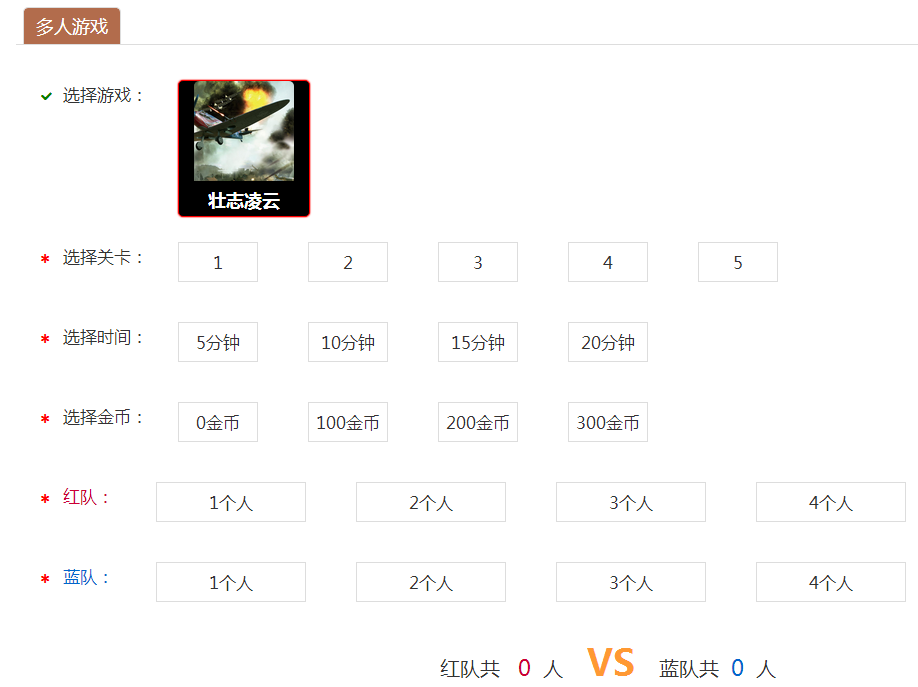 多人游戏
选择游戏：
壮志凌云
* 选择关卡： 1 2 3 4 5
* 选择时间： 5分钟 10分钟 15分钟 20分钟
* 选择金币： 0金币 100金币 200金币 300金币
* 红队： 1个人 2个人 3个人 4个人
* 蓝队： 1个人 2个人 3个人 4个人
红队共 0 人 VS 蓝队共 0 人